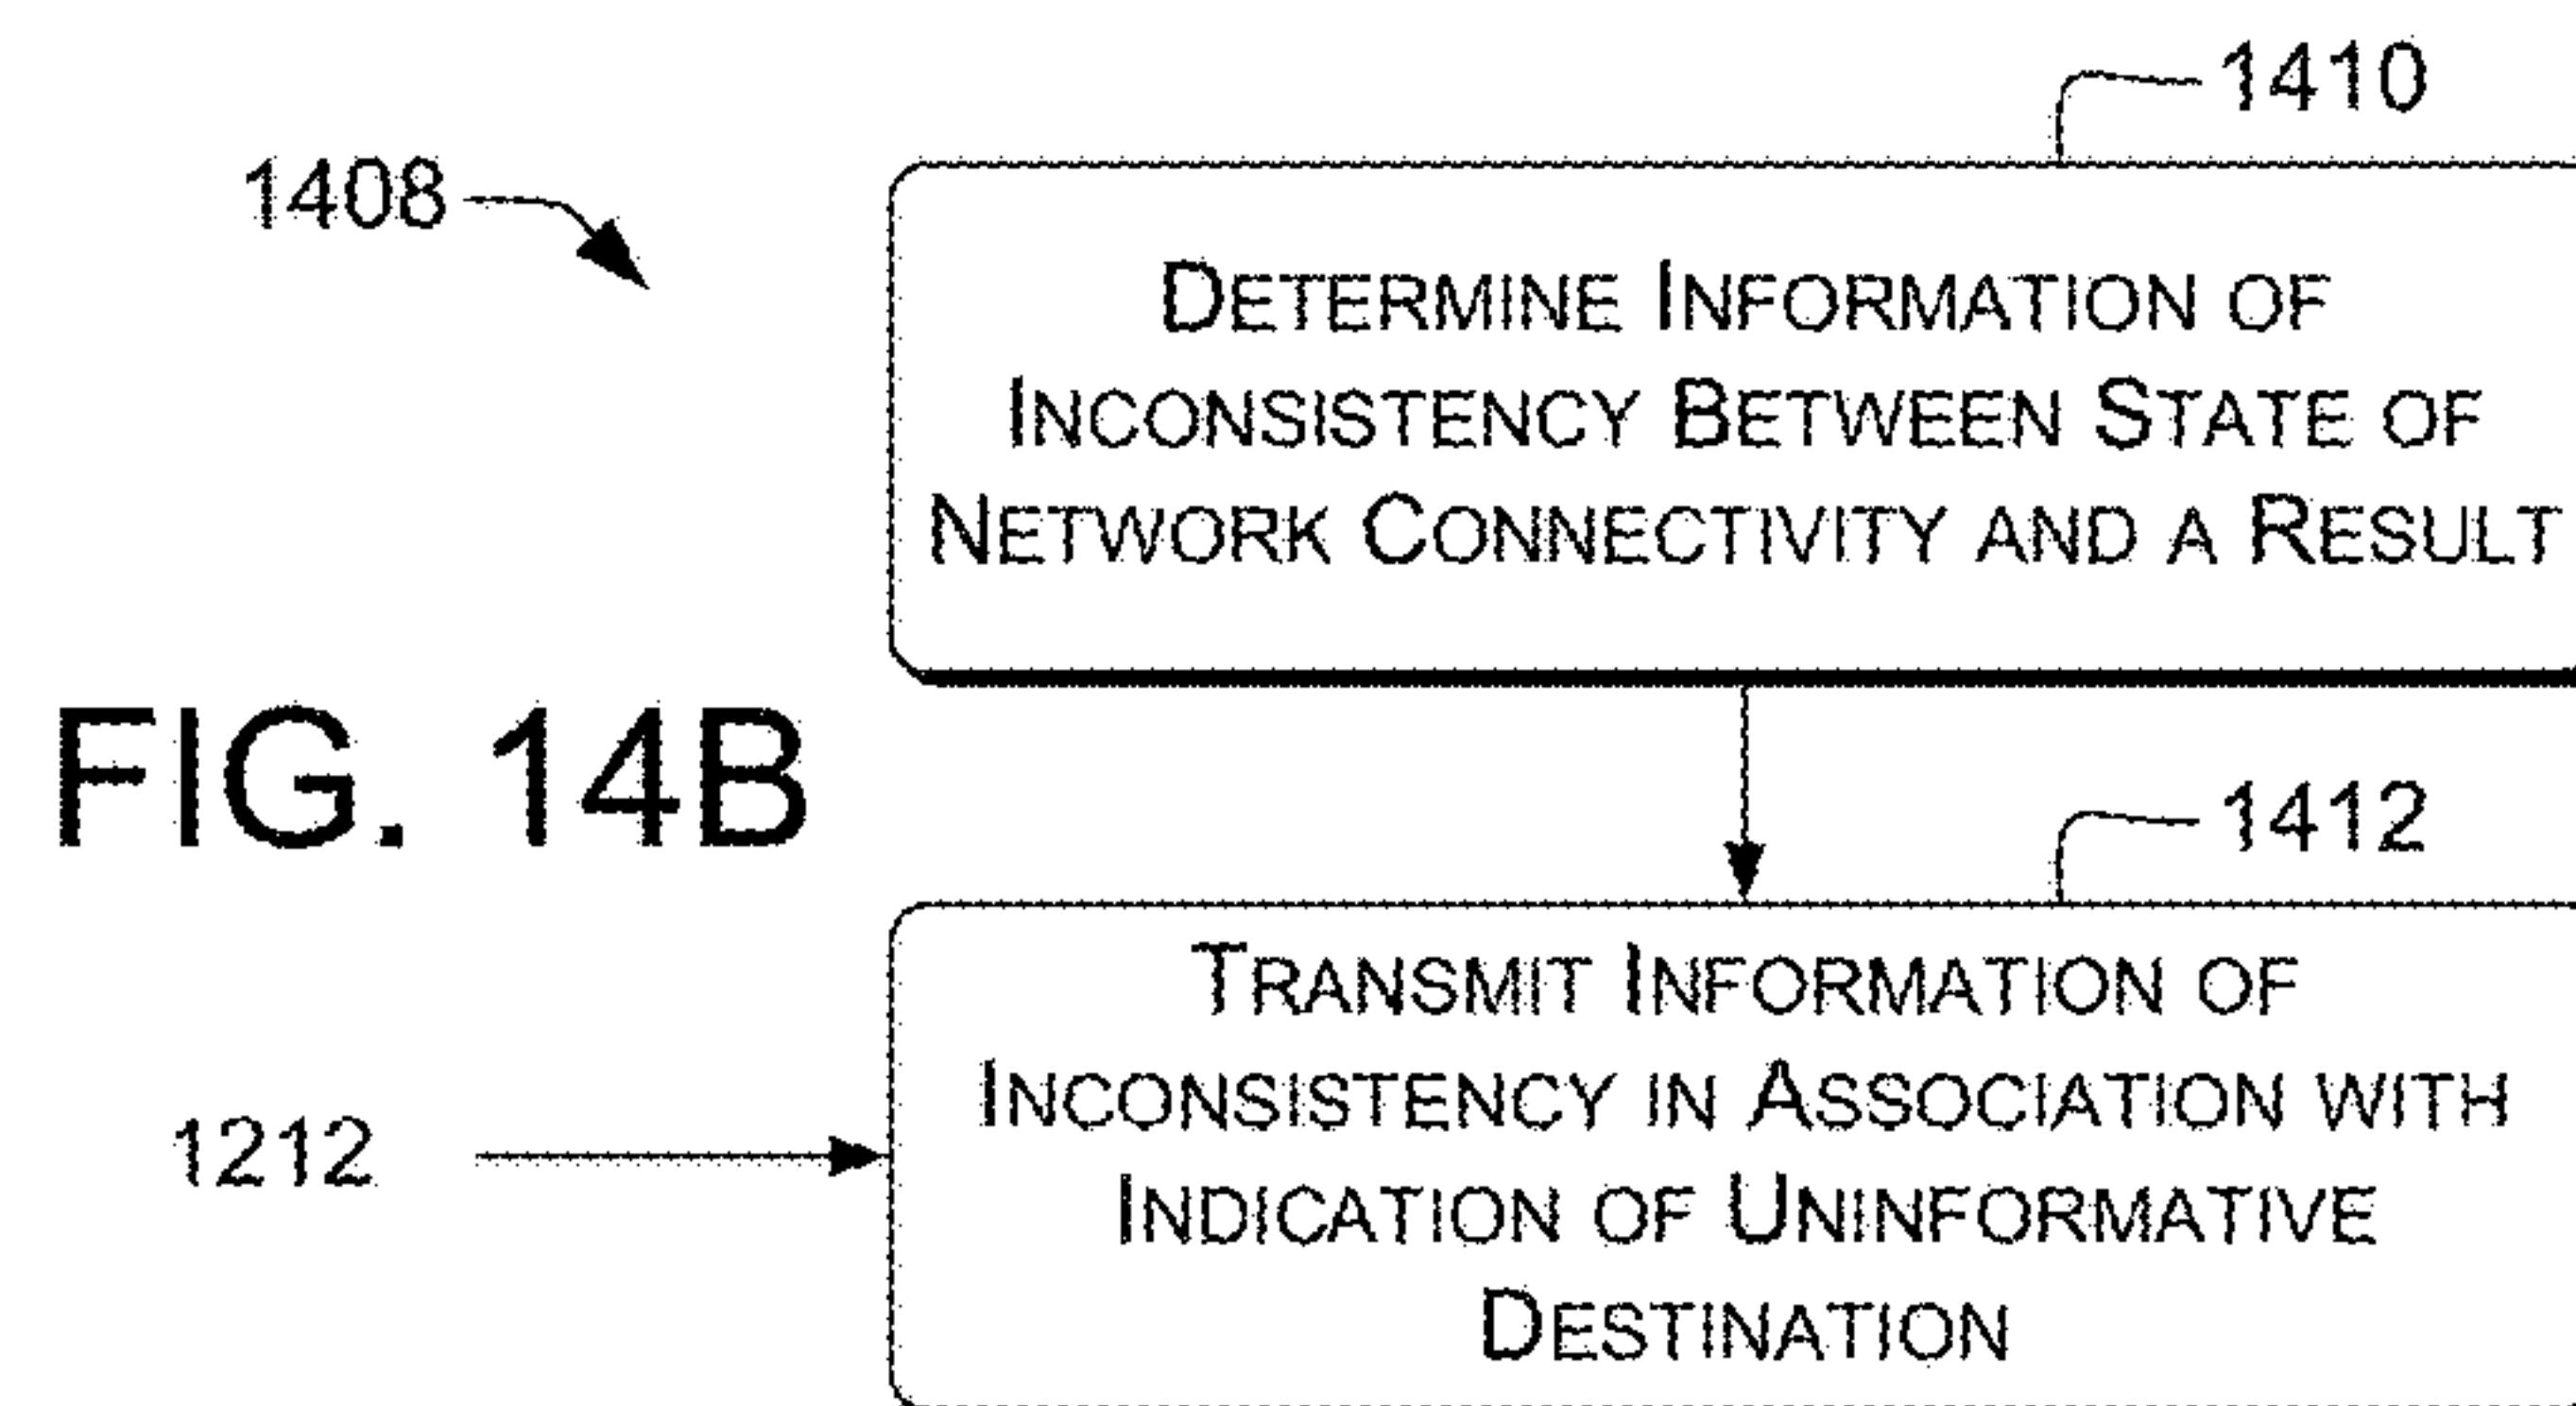 1410
1408
DETERMINE INFORMATION OF
INCONSISTENCY BETWEEN STATE OF
NETWORK CONNECTIVITY AND A RESULT
FIG. 14B
1412
TRANSMIT INFORMATION OF
INCONSISTENCY IN ASSOCIATION WITH
1212
INDICATION OF UNINFORMATIVE
DESTINATION